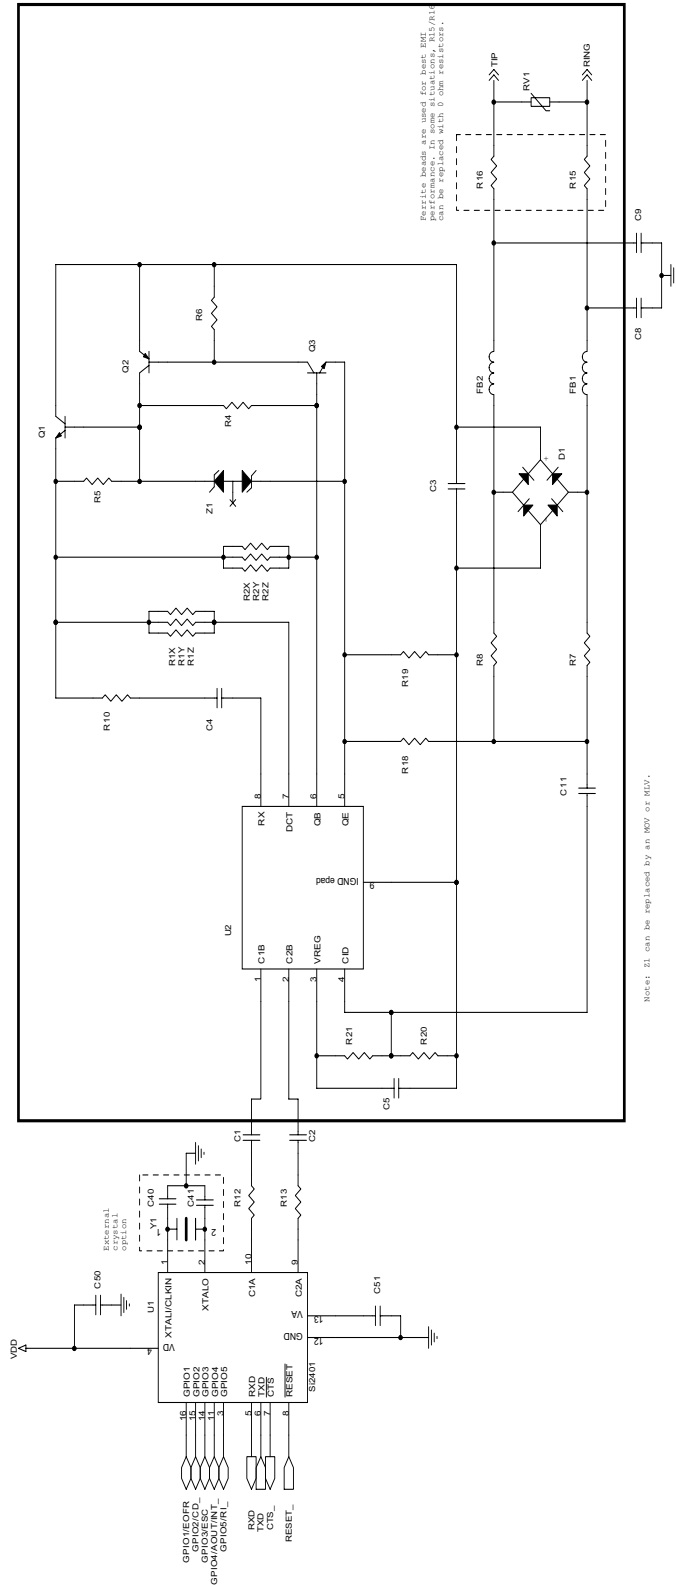 Ferrite beads are used for best EMI
performance. In some situations, R15/R16
can be replaced with 0 ohm resistors.
TIP
RING
RV1
R16
R15
C9
C8
FB2
FB1
R6
Q2
Q3
Q1
R4
R5
Z1
C3
D1
+
-
R2X
R2Y
R2Z
R1X
R1Y
R1Z
R10
C4
R19
R18
R8
R7
C11
8
RX
7
DCT
6
QB
5
QE
IGND epad
9
U2
C1B
1
C2B
2
VREG
3
CID
4
R21
R20
C5
Note: Z1 can be replaced by an MOV or MLV.
C1
C2
R12
R13
External
crystal
option
C40
C41
Y1
1
2
C50
VDD
U1
XTALI/CLKIN
1
XTALO
2
C1A
10
C2A
9
VD
4
VA
13
GND
12
C51
GPIO1
16
GPIO2
15
GPIO3
14
GPIO4
11
GPIO5
3
RXD
5
TXD
6
CTS
7
RESET
8
Si2401
GPIO1/EOFR
GPIO2/CD_
GPIO3/ESC
GPIO4/AOUT/INT_
GPIO5/RI_
RXD
TXD
CTS_
RESET_